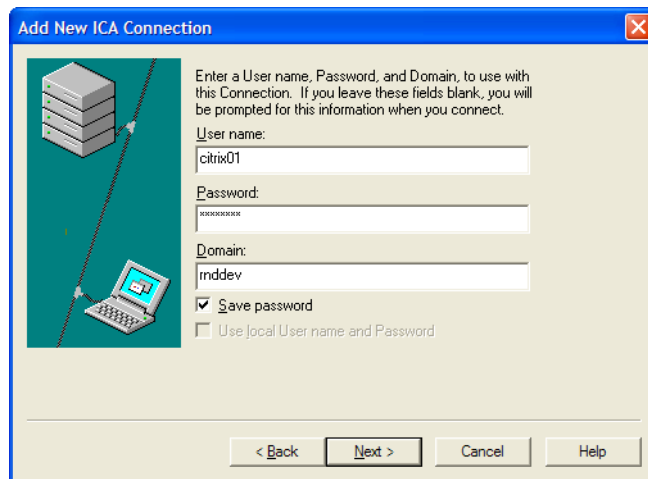 Add New ICA Connection
Enter a User name, Password, and Domain, to use with
this Connection.  If you leave these fields blank, you will
be prompted for this information when you connect.
User name:
citrix01
Password:
********
Domain:
rnddev
Save password
Use local User name and Password
< Back
Next >
Cancel
Help